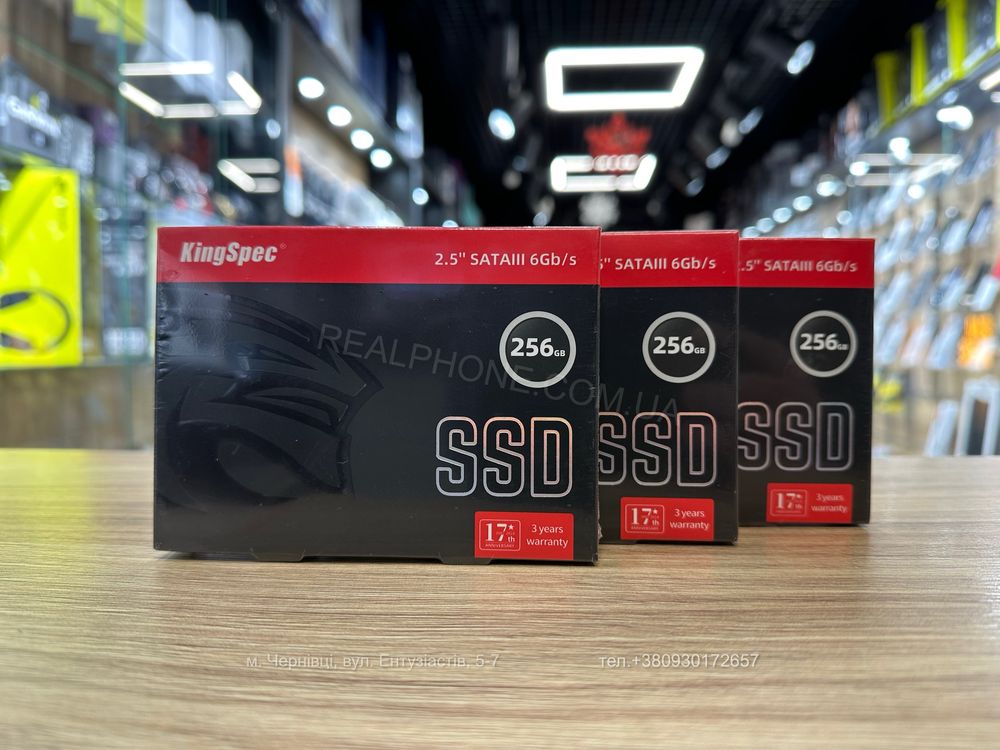 KingSpec®
2.5" SATAIII 6Gb/s
5" SATAIII 6Gb/s
.5" SATAIII 6Gb/s
256GB
256GB
256GB
REALPHONE.COM.UA
SSD
SSD
SSD
17th
ANNIVERSARY
3 years
warranty
17th
3 years
warranty
17th
3 years
warranty
м. Чернівці, вул. Ентузіастів, 5-7
тел.+380930172657